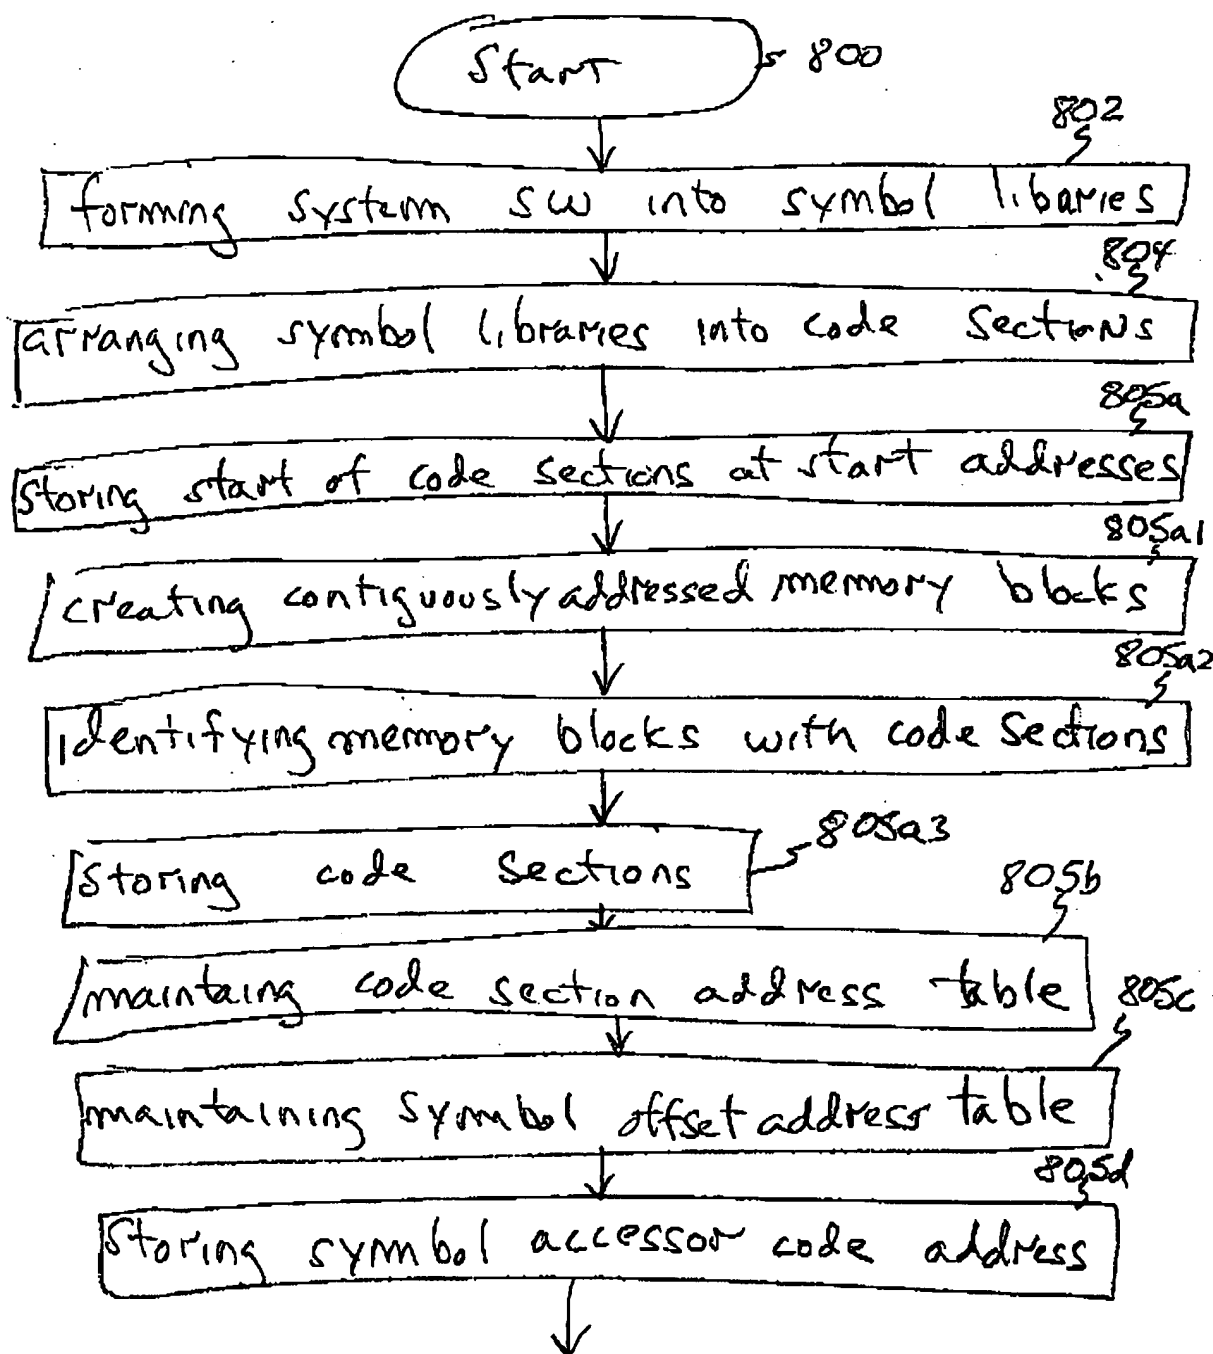 Start
800
802
forming system SW into symbol libaries
804
arranging symbol libraries into code sections
805a
storing start of code sections at start addresses
805a1
creating contiguously addressed memory blocks
805a2
identifying memory blocks with code sections
805a3
storing code sections
805b
maintaing code section address table
805c
maintaining symbol offset address table
805d
storing symbol accessor code address